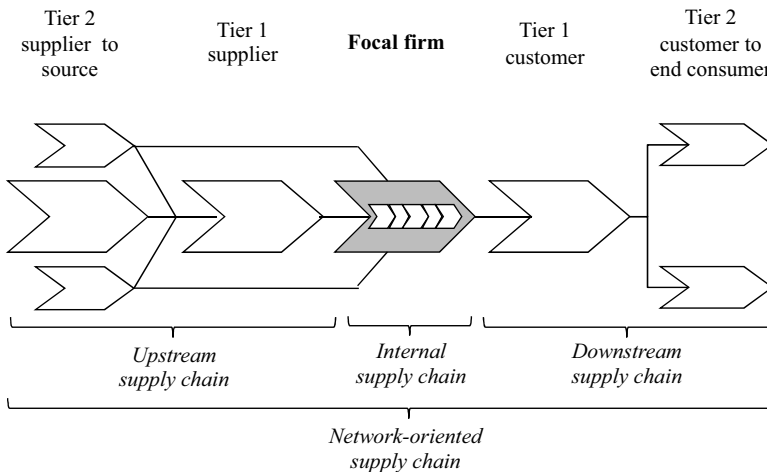 Tier 2
supplier to
source
Tier 1
supplier
Focal firm
Tier 1
customer
Tier 2
customer to
end consumer
Upstream
supply chain
Internal
supply chain
Downstream
supply chain
Network-oriented
supply chain